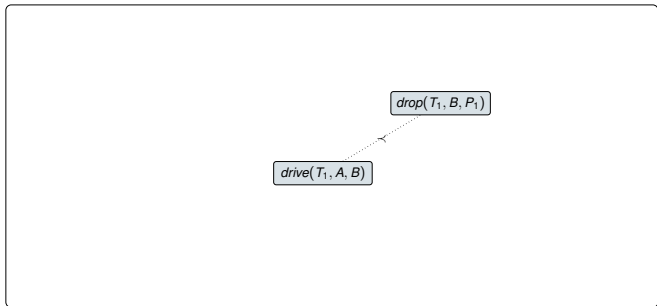 drop(T₁, B, P₁)
≺
drive(T₁, A, B)